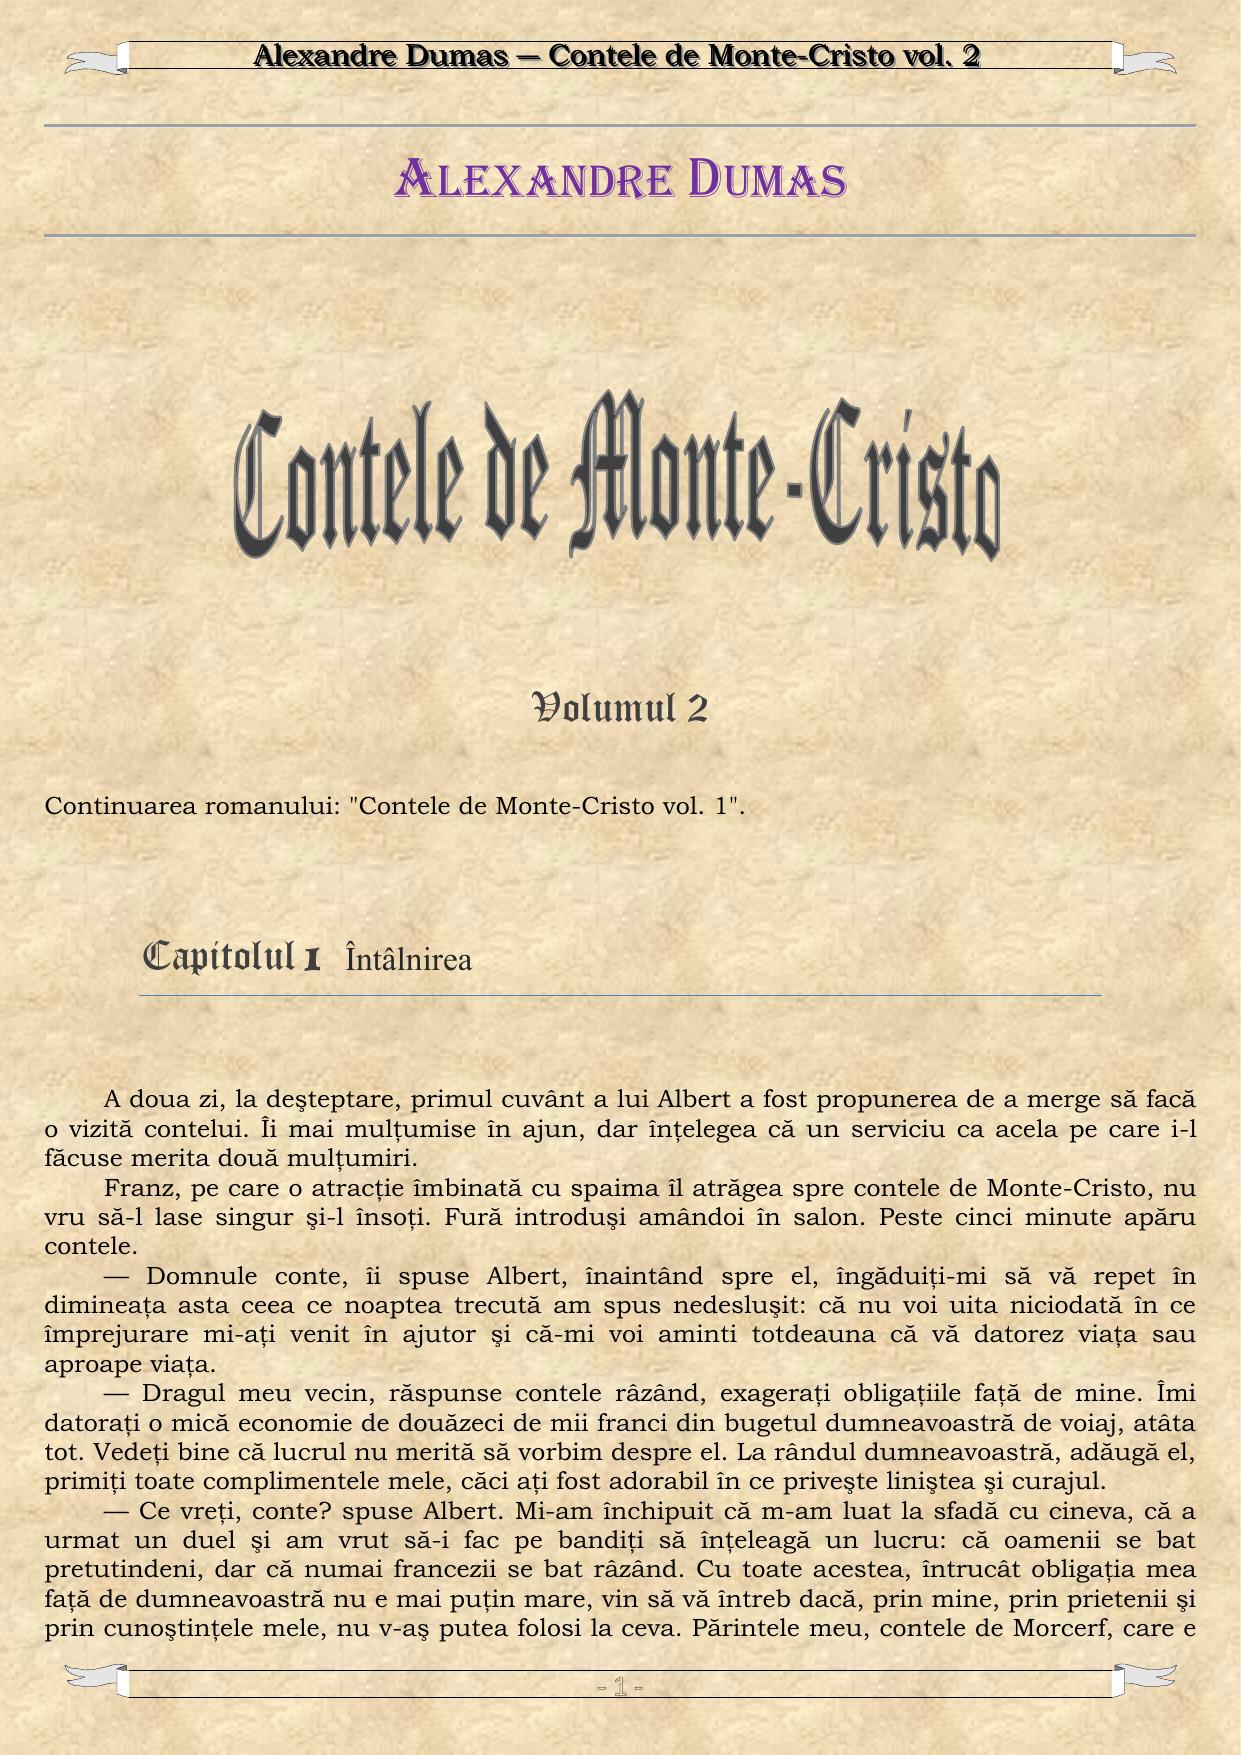 Alexandre Dumas — Contele de Monte-Cristo vol. 2
ALEXANDRE DUMAS
Contele de Monte-Cristo
Volumul 2
Continuarea romanului: "Contele de Monte-Cristo vol. 1".
Capitolul 1 Întâlnirea
A doua zi, la deşteptare, primul cuvânt a lui Albert a fost propunerea de a merge să facă
o vizită contelui. Îi mai mulţumise în ajun, dar înţelegea că un serviciu ca acela pe care i-l
făcuse merita două mulţumiri.
Franz, pe care o atracţie îmbinată cu spaima îl atrăgea spre contele de Monte-Cristo, nu
vru să-l lase singur şi-l însoţi. Fură introduşi amândoi în salon. Peste cinci minute apăru
contele.
— Domnule conte, îi spuse Albert, înaintând spre el, îngăduiţi-mi să vă repet în
dimineaţa asta ceea ce noaptea trecută am spus nedesluşit: că nu voi uita niciodată în ce
împrejurare mi-aţi venit în ajutor şi că-mi voi aminti totdeauna că vă datorez viaţa sau
aproape viaţa.
— Dragul meu vecin, răspunse contele râzând, exageraţi obligaţiile faţă de mine. Îmi
datoraţi o mică economie de douăzeci de mii franci din bugetul dumneavoastră de voiaj, atâta
tot. Vedeţi bine că lucrul nu merită să vorbim despre el. La rândul dumneavoastră, adăugă el,
primiţi toate complimentele mele, căci aţi fost adorabil în ce priveşte liniştea şi curajul.
— Ce vreţi, conte? spuse Albert. Mi-am închipuit că m-am luat la sfadă cu cineva, că a
urmat un duel şi am vrut să-i fac pe bandiţi să înţeleagă un lucru: că oamenii se bat
pretutindeni, dar că numai francezii se bat râzând. Cu toate acestea, întrucât obligaţia mea
faţă de dumneavoastră nu e mai puţin mare, vin să vă întreb dacă, prin mine, prin prietenii şi
prin cunoştinţele mele, nu v-aş putea folosi la ceva. Părintele meu, contele de Morcerf, care e
- 1 -